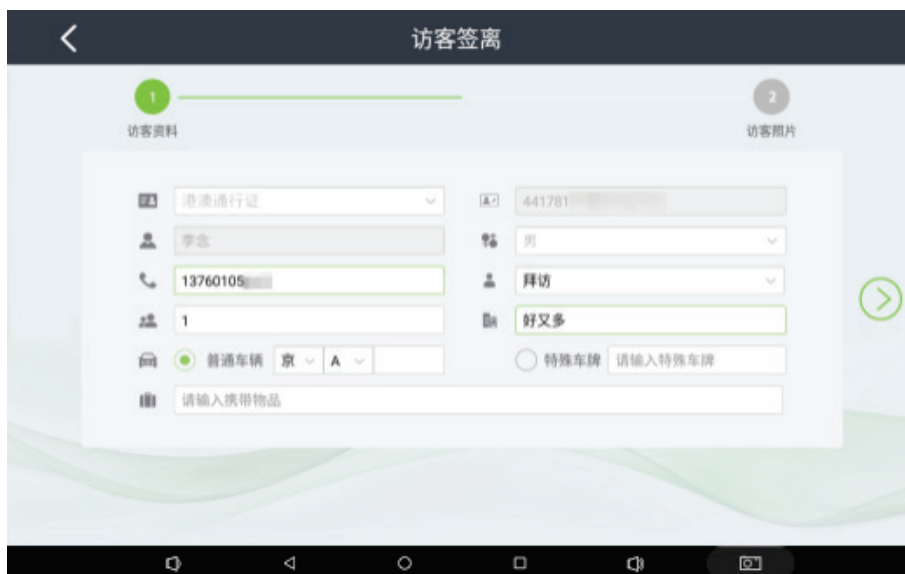 访客签离
1 2
访客资料 访客照片
港澳通行证 441781
李念 男
13760105 拜访
1 好又多
普通车辆 京 A 特殊车牌 请输入特殊车牌
请输入携带物品